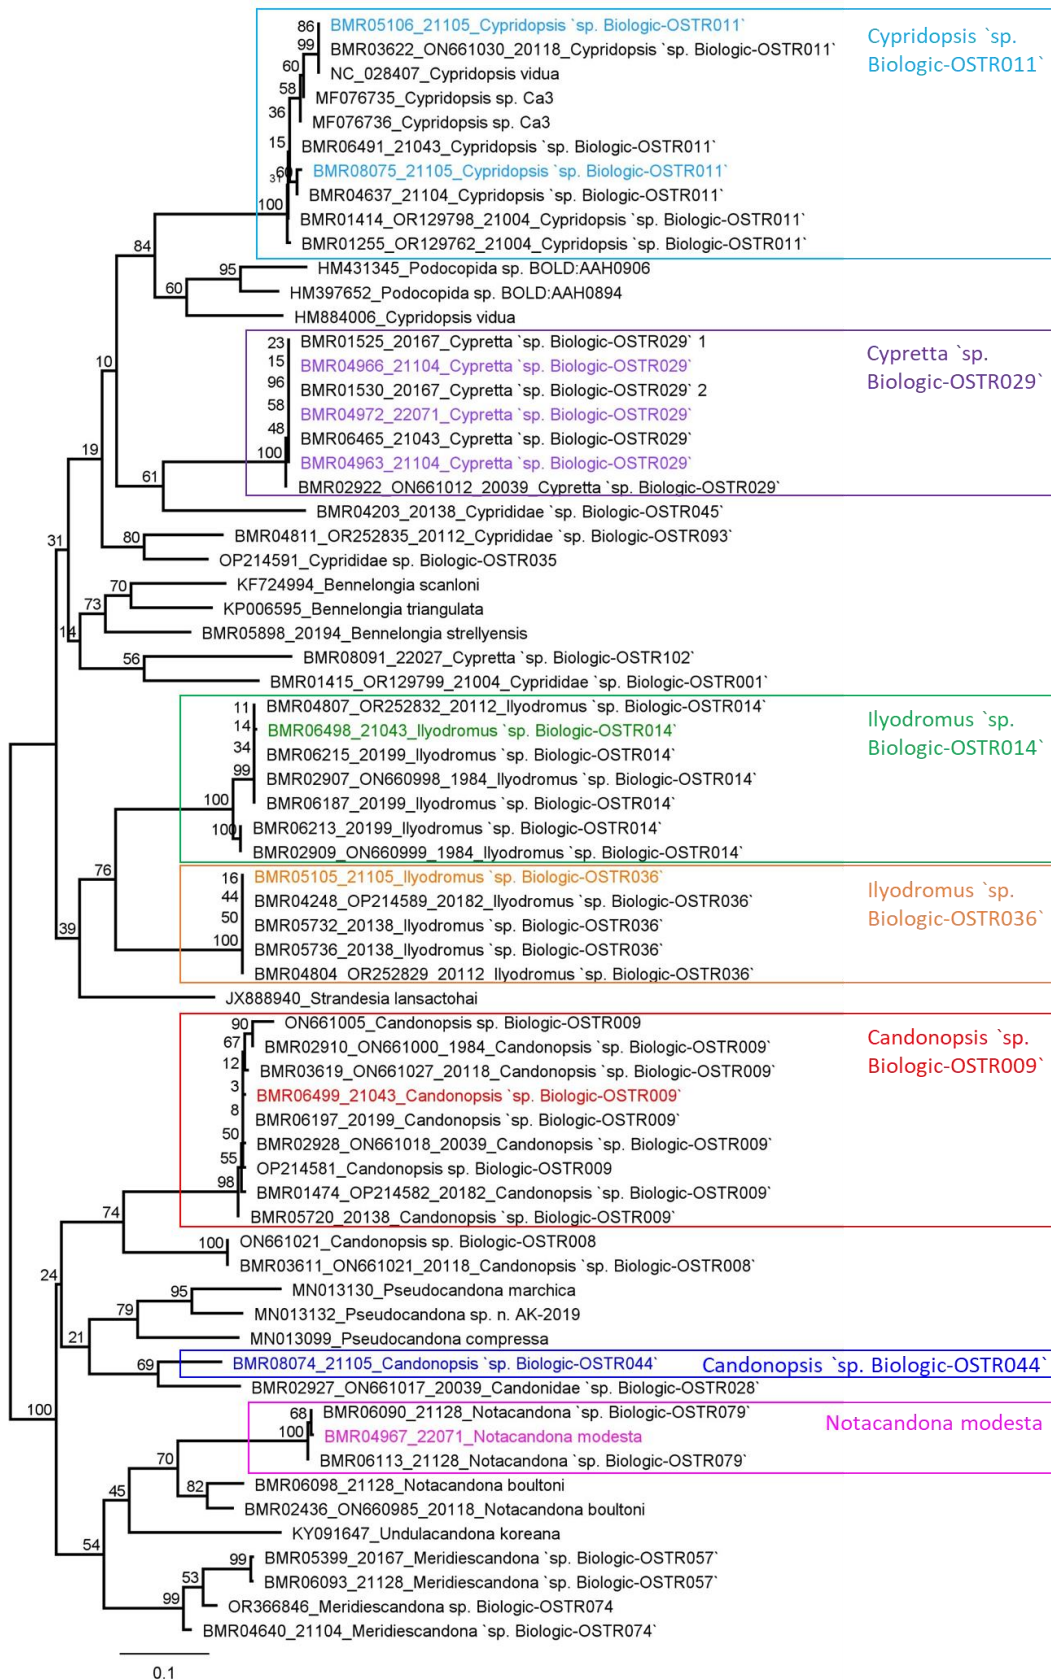 86
BMR05106_21105_Cypridopsis `sp. Biologic-OSTR011`
Cypridopsis `sp.
Biologic-OSTR011`
99
BMR03622_ON661030_20118_Cypridopsis `sp. Biologic-OSTR011`
60
NC_028407_Cypridopsis vidua
58
MF076735_Cypridopsis sp. Ca3
36
MF076736_Cypridopsis sp. Ca3
15
BMR06491_21043_Cypridopsis `sp. Biologic-OSTR011`
60
31
BMR08075_21105_Cypridopsis `sp. Biologic-OSTR011`
BMR04637_21104_Cypridopsis `sp. Biologic-OSTR011`
100
BMR01414_OR129798_21004_Cypridopsis `sp. Biologic-OSTR011`
BMR01255_OR129762_21004_Cypridopsis `sp. Biologic-OSTR011`
84
95
HM431345_Podocopida sp. BOLD:AAH0906
60
HM397652_Podocopida sp. BOLD:AAH0894
HM884006_Cypridopsis vidua
23
BMR01525_20167_Cypretta `sp. Biologic-OSTR029` 1
Cypretta `sp.
Biologic-OSTR029`
15
BMR04966_21104_Cypretta `sp. Biologic-OSTR029`
10
96
BMR01530_20167_Cypretta `sp. Biologic-OSTR029` 2
58
BMR04972_22071_Cypretta `sp. Biologic-OSTR029`
48
BMR06465_21043_Cypretta `sp. Biologic-OSTR029`
100
BMR04963_21104_Cypretta `sp. Biologic-OSTR029`
19
61
BMR02922_ON661012_20039_Cypretta `sp. Biologic-OSTR029`
BMR04203_20138_Cyprididae `sp. Biologic-OSTR045`
31
80
BMR04811_OR252835_20112_Cyprididae `sp. Biologic-OSTR093`
OP214591_Cyprididae sp. Biologic-OSTR035
70
KF724994_Bennelongia scanloni
73
KP006595_Bennelongia triangulata
14
BMR05898_20194_Bennelongia strellyensis
56
BMR08091_22027_Cypretta `sp. Biologic-OSTR102`
BMR01415_OR129799_21004_Cyprididae `sp. Biologic-OSTR001`
11
BMR04807_OR252832_20112_Ilyodromus `sp. Biologic-OSTR014`
Ilyodromus `sp.
Biologic-OSTR014`
14
BMR06498_21043_Ilyodromus `sp. Biologic-OSTR014`
34
BMR06215_20199_Ilyodromus `sp. Biologic-OSTR014`
99
BMR02907_ON660998_1984_Ilyodromus `sp. Biologic-OSTR014`
100
BMR06187_20199_Ilyodromus `sp. Biologic-OSTR014`
100
BMR06213_20199_Ilyodromus `sp. Biologic-OSTR014`
BMR02909_ON660999_1984_Ilyodromus `sp. Biologic-OSTR014`
76
16
BMR05105_21105_Ilyodromus `sp. Biologic-OSTR036`
Ilyodromus `sp.
Biologic-OSTR036`
44
BMR04248_OP214589_20182_Ilyodromus `sp. Biologic-OSTR036`
39
50
BMR05732_20138_Ilyodromus `sp. Biologic-OSTR036`
100
BMR05736_20138_Ilyodromus `sp. Biologic-OSTR036`
BMR04804_OR252829_20112_Ilyodromus `sp. Biologic-OSTR036`
JX888940_Strandesia lansactohai
90
ON661005_Candonopsis sp. Biologic-OSTR009
Candonopsis `sp.
Biologic-OSTR009`
67
BMR02910_ON661000_1984_Candonopsis `sp. Biologic-OSTR009`
12
BMR03619_ON661027_20118_Candonopsis `sp. Biologic-OSTR009`
3
BMR06499_21043_Candonopsis `sp. Biologic-OSTR009`
8
BMR06197_20199_Candonopsis `sp. Biologic-OSTR009`
50
BMR02928_ON661018_20039_Candonopsis `sp. Biologic-OSTR009`
55
OP214581_Candonopsis sp. Biologic-OSTR009
98
BMR01474_OP214582_20182_Candonopsis `sp. Biologic-OSTR009`
74
BMR05720_20138_Candonopsis `sp. Biologic-OSTR009`
100
ON661021_Candonopsis sp. Biologic-OSTR008
BMR03611_ON661021_20118_Candonopsis `sp. Biologic-OSTR008`
24
95
MN013130_Pseudocandona marchica
79
MN013132_Pseudocandona sp. n. AK-2019
21
MN013099_Pseudocandona compressa
69
BMR08074_21105_Candonopsis `sp. Biologic-OSTR044`
Candonopsis `sp. Biologic-OSTR044`
BMR02927_ON661017_20039_Candonidae `sp. Biologic-OSTR028`
100
68
BMR06090_21128_Notacandona `sp. Biologic-OSTR079`
Notacandona modesta
100
BMR04967_22071_Notacandona modesta
70
BMR06113_21128_Notacandona `sp. Biologic-OSTR079`
82
BMR06098_21128_Notacandona boultoni
45
BMR02436_ON660985_20118_Notacandona boultoni
KY091647_Undulacandona koreana
54
99
BMR05399_20167_Meridiescandona `sp. Biologic-OSTR057`
53
BMR06093_21128_Meridiescandona `sp. Biologic-OSTR057`
99
OR366846_Meridiescandona sp. Biologic-OSTR074
BMR04640_21104_Meridiescandona `sp. Biologic-OSTR074`
0.1